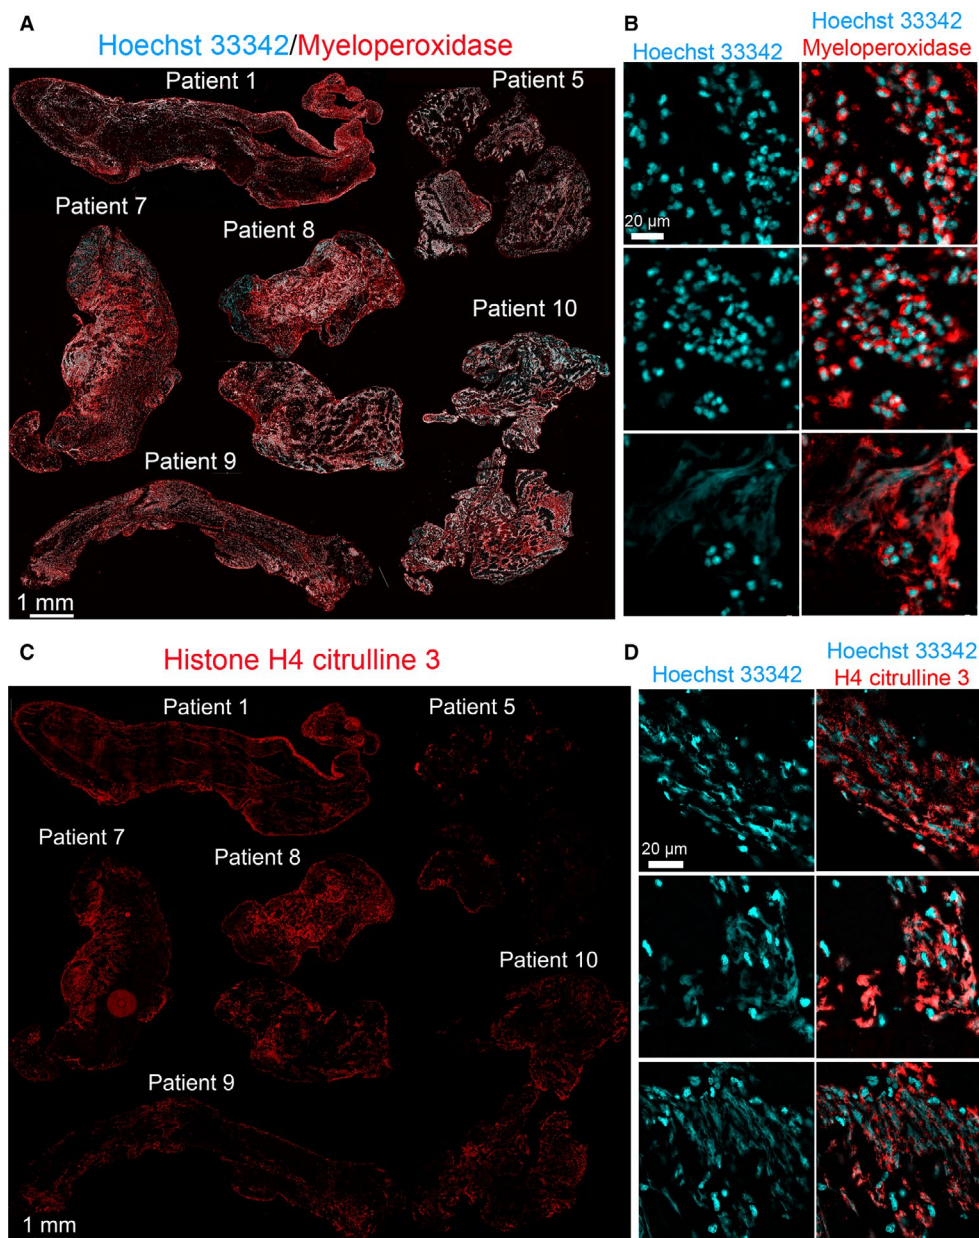 A
Hoechst 33342/Myeloperoxidase
Patient 1
Patient 5
Patient 7
Patient 8
Patient 10
Patient 9
1 mm
B
Hoechst 33342
Hoechst 33342
Myeloperoxidase
20 µm
C
Histone H4 citrulline 3
Patient 1
Patient 5
Patient 7
Patient 8
Patient 10
Patient 9
1 mm
D
Hoechst 33342
Hoechst 33342
H4 citrulline 3
20 µm